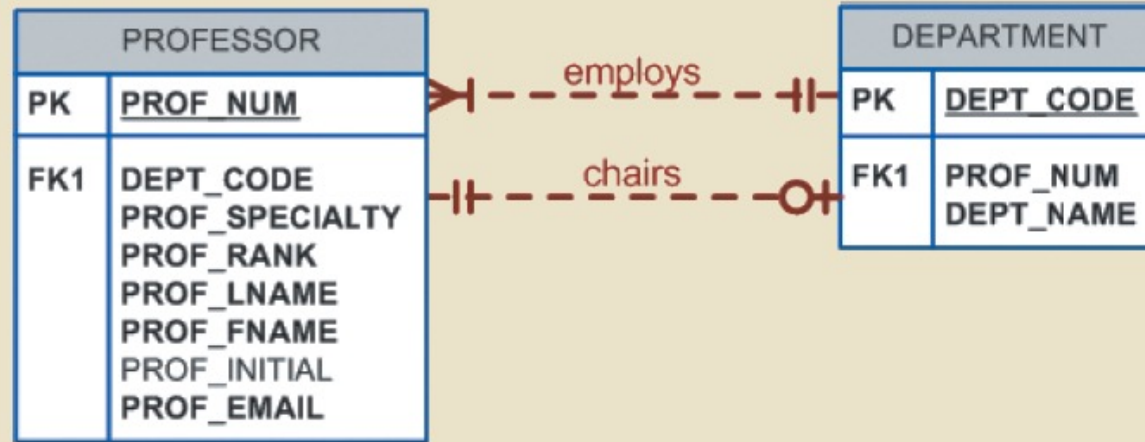 PROFESSOR
PK PROF_NUM
FK1 DEPT_CODE
PROF_SPECIALTY
PROF_RANK
PROF_LNAME
PROF_FNAME
PROF_INITIAL
PROF_EMAIL
employs
chairs
DEPARTMENT
PK DEPT_CODE
FK1 PROF_NUM
DEPT_NAME